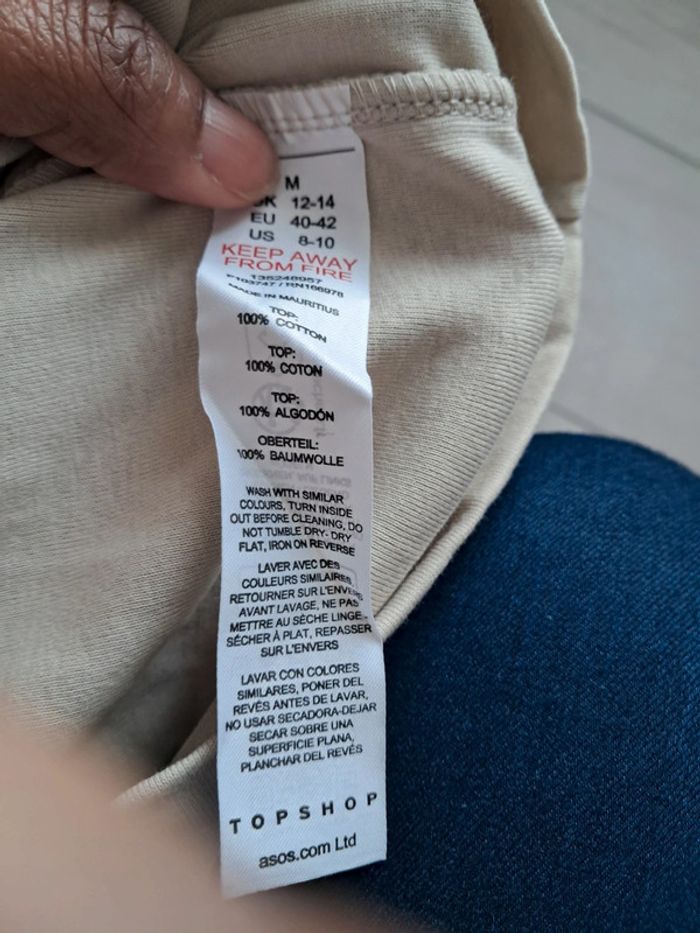 M
UK 12-14
EU 40-42
US 8-10
KEEP AWAY
FROM FIRE
135248957
P103747 / RN166978
MADE IN MAURITIUS
TOP:
100% COTTON
TOP:
100% COTON
TOP:
100% ALGODÓN
OBERTEIL:
100% BAUMWOLLE
WASH WITH SIMILAR
COLOURS, TURN INSIDE
OUT BEFORE CLEANING, DO
NOT TUMBLE DRY- DRY
FLAT, IRON ON REVERSE
LAVER AVEC DES
COULEURS SIMILAIRES,
RETOURNER SUR L'ENVERS
AVANT LAVAGE, NE PAS
METTRE AU SÈCHE LINGE-
SÉCHER À PLAT, REPASSER
SUR L'ENVERS
LAVAR CON COLORES
SIMILARES, PONER DEL
REVÉS ANTES DE LAVAR,
NO USAR SECADORA-DEJAR
SECAR SOBRE UNA
SUPERFICIE PLANA,
PLANCHAR DEL REVÉS
TOPSHOP
asos.com Ltd